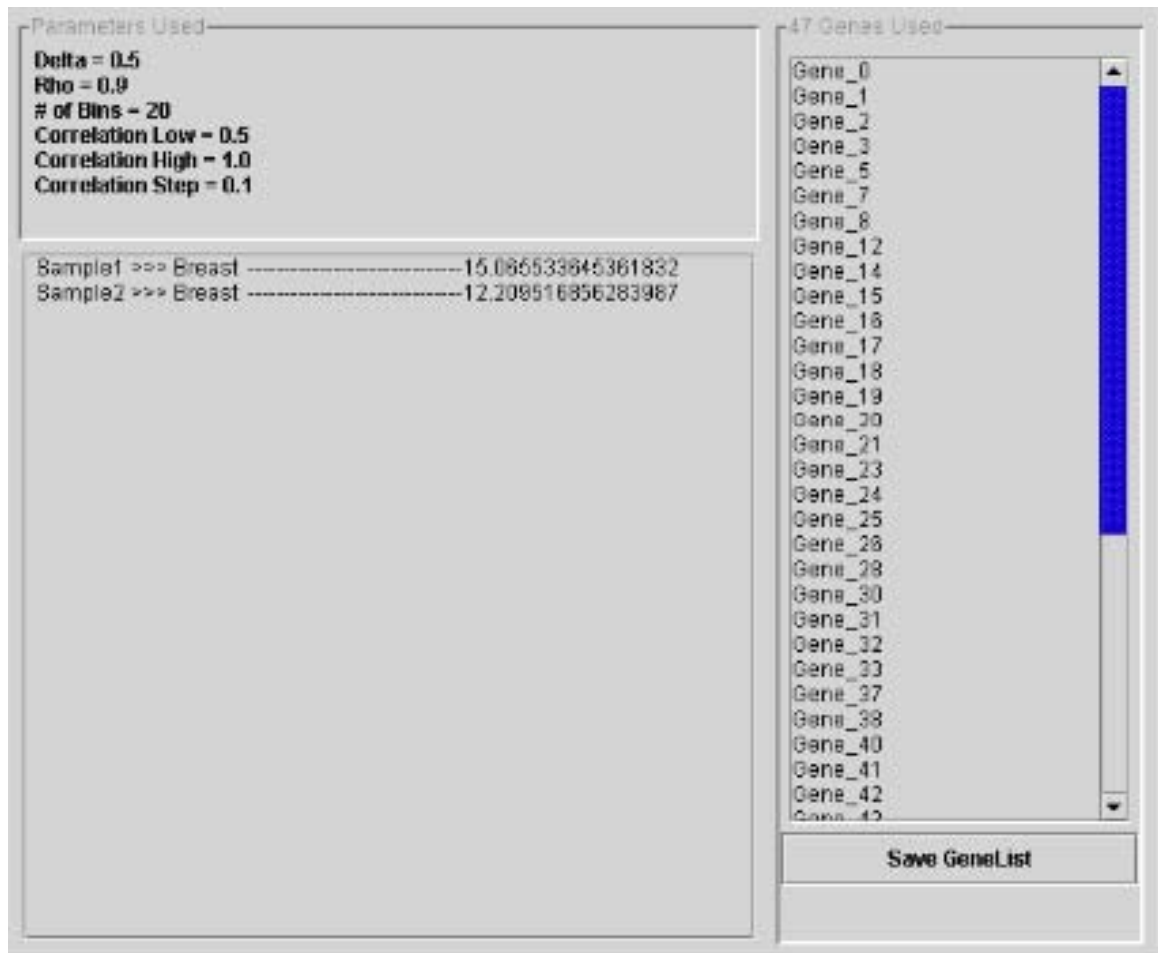 Parameters Used
Delta = 0.5
Rho = 0.9
# of Bins = 20
Correlation Low = 0.5
Correlation High = 1.0
Correlation Step = 0.1
Sample1 >>> Breast --------------------------------15.065533645361832
Sample2 >>> Breast --------------------------------12.209516856283987
47 Genes Used
Gene_0
Gene_1
Gene_2
Gene_3
Gene_5
Gene_7
Gene_8
Gene_12
Gene_14
Gene_15
Gene_16
Gene_17
Gene_18
Gene_19
Gene_20
Gene_21
Gene_23
Gene_24
Gene_25
Gene_26
Gene_28
Gene_30
Gene_31
Gene_32
Gene_33
Gene_37
Gene_38
Gene_40
Gene_41
Gene_42
Save GeneList